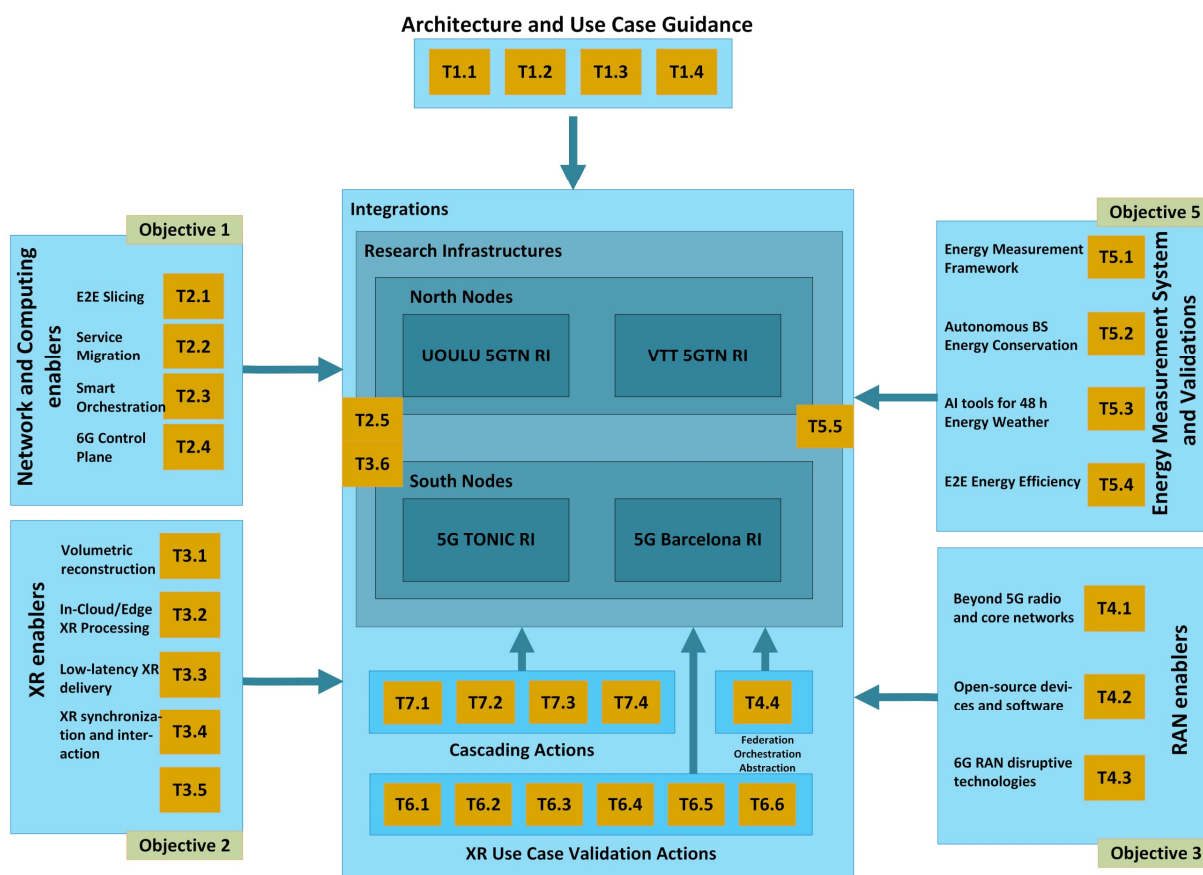 Architecture and Use Case Guidance
T1.1 T1.2 T1.3 T1.4
Objective 1
Network and Computing
enablers
E2E Slicing
T2.1
Service
Migration
T2.2
Smart
Orchestration
T2.3
6G Control
Plane
T2.4
XR enablers
Volumetric
reconstruction
T3.1
In-Cloud/Edge
XR Processing
T3.2
Low-latency XR
delivery
T3.3
XR synchroniza-
tion and inter-
action
T3.4
T3.5
Objective 2
Integrations
Research Infrastructures
North Nodes
UOULU 5GTN RI
VTT 5GTN RI
T2.5
T3.6
T5.5
South Nodes
5G TONIC RI
5G Barcelona RI
T7.1 T7.2 T7.3 T7.4
Cascading Actions
T4.4
Federation
Orchestration
Abstraction
T6.1 T6.2 T6.3 T6.4 T6.5 T6.6
XR Use Case Validation Actions
Objective 5
Energy Measurement System
and Validations
Energy Measurement
Framework
T5.1
Autonomous BS
Energy Conservation
T5.2
AI tools for 48 h
Energy Weather
T5.3
E2E Energy Efficiency
T5.4
Beyond 5G radio
and core networks
T4.1
Open-source devi-
ces and software
T4.2
6G RAN disruptive
technologies
T4.3
RAN enablers
Objective 3